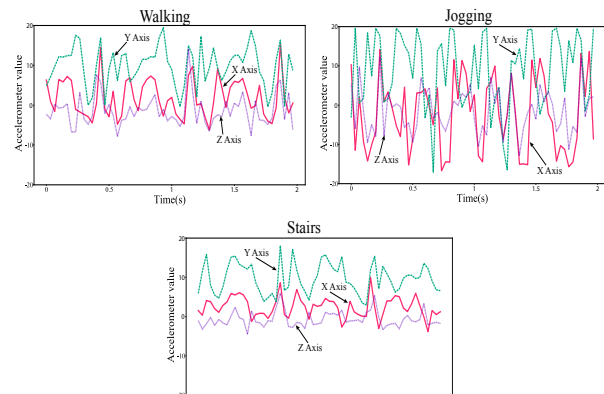 Walking
20
10
0
-10
-20
Accelerometer value
Y Axis
X Axis
Z Axis
0
0.5
1
1.5
2
Time(s)
Jogging
20
10
0
-10
-20
Accelerometer value
Y Axis
Z Axis
X Axis
0
0.5
1
1.5
2
Time(s)
Stairs
20
10
0
-10
-20
Accelerometer value
Y Axis
X Axis
Z Axis